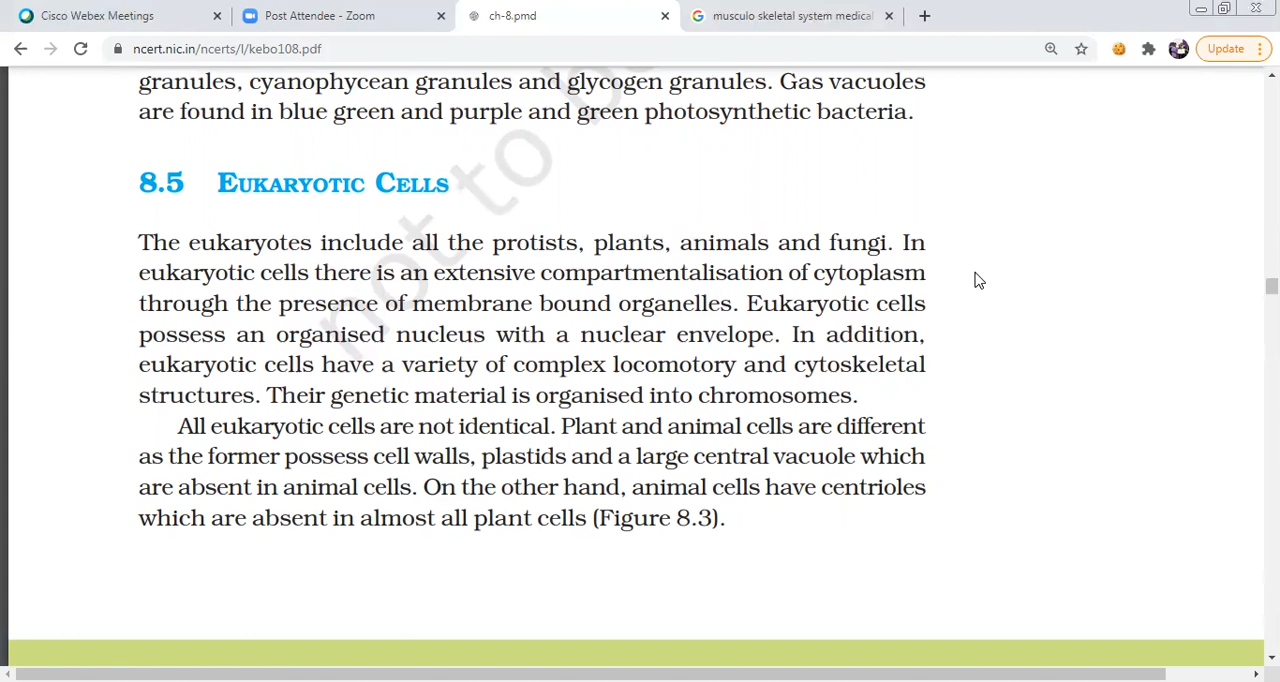 Cisco Webex Meetings
Post Attendee - Zoom
ch-8.pmd
musculo skeletal system medical
ncert.nic.in/ncerts/l/kebo108.pdf
Update
granules, cyanophycean granules and glycogen granules. Gas vacuoles
are found in blue green and purple and green photosynthetic bacteria.
8.5 EUKARYOTIC CELLS
The eukaryotes include all the protists, plants, animals and fungi. In
eukaryotic cells there is an extensive compartmentalisation of cytoplasm
through the presence of membrane bound organelles. Eukaryotic cells
possess an organised nucleus with a nuclear envelope. In addition,
eukaryotic cells have a variety of complex locomotory and cytoskeletal
structures. Their genetic material is organised into chromosomes.
All eukaryotic cells are not identical. Plant and animal cells are different
as the former possess cell walls, plastids and a large central vacuole which
are absent in animal cells. On the other hand, animal cells have centrioles
which are absent in almost all plant cells (Figure 8.3).
not to